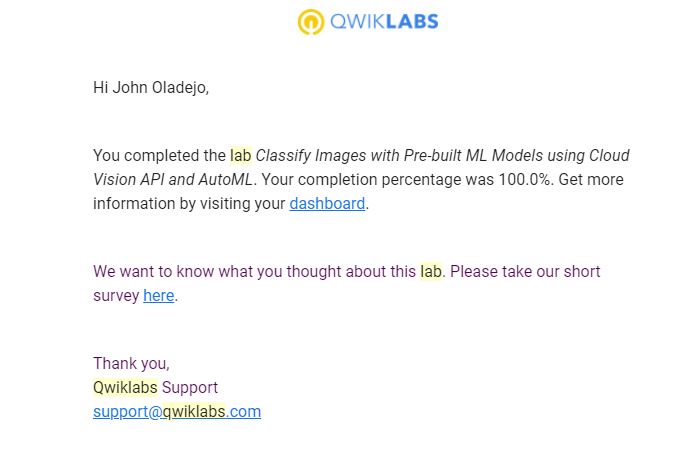 QWIKLABS
Hi John Oladejo,
You completed the lab Classify Images with Pre-built ML Models using Cloud
Vision API and AutoML. Your completion percentage was 100.0%. Get more
information by visiting your dashboard.
We want to know what you thought about this lab. Please take our short
survey here.
Thank you,
Qwiklabs Support
support@qwiklabs.com